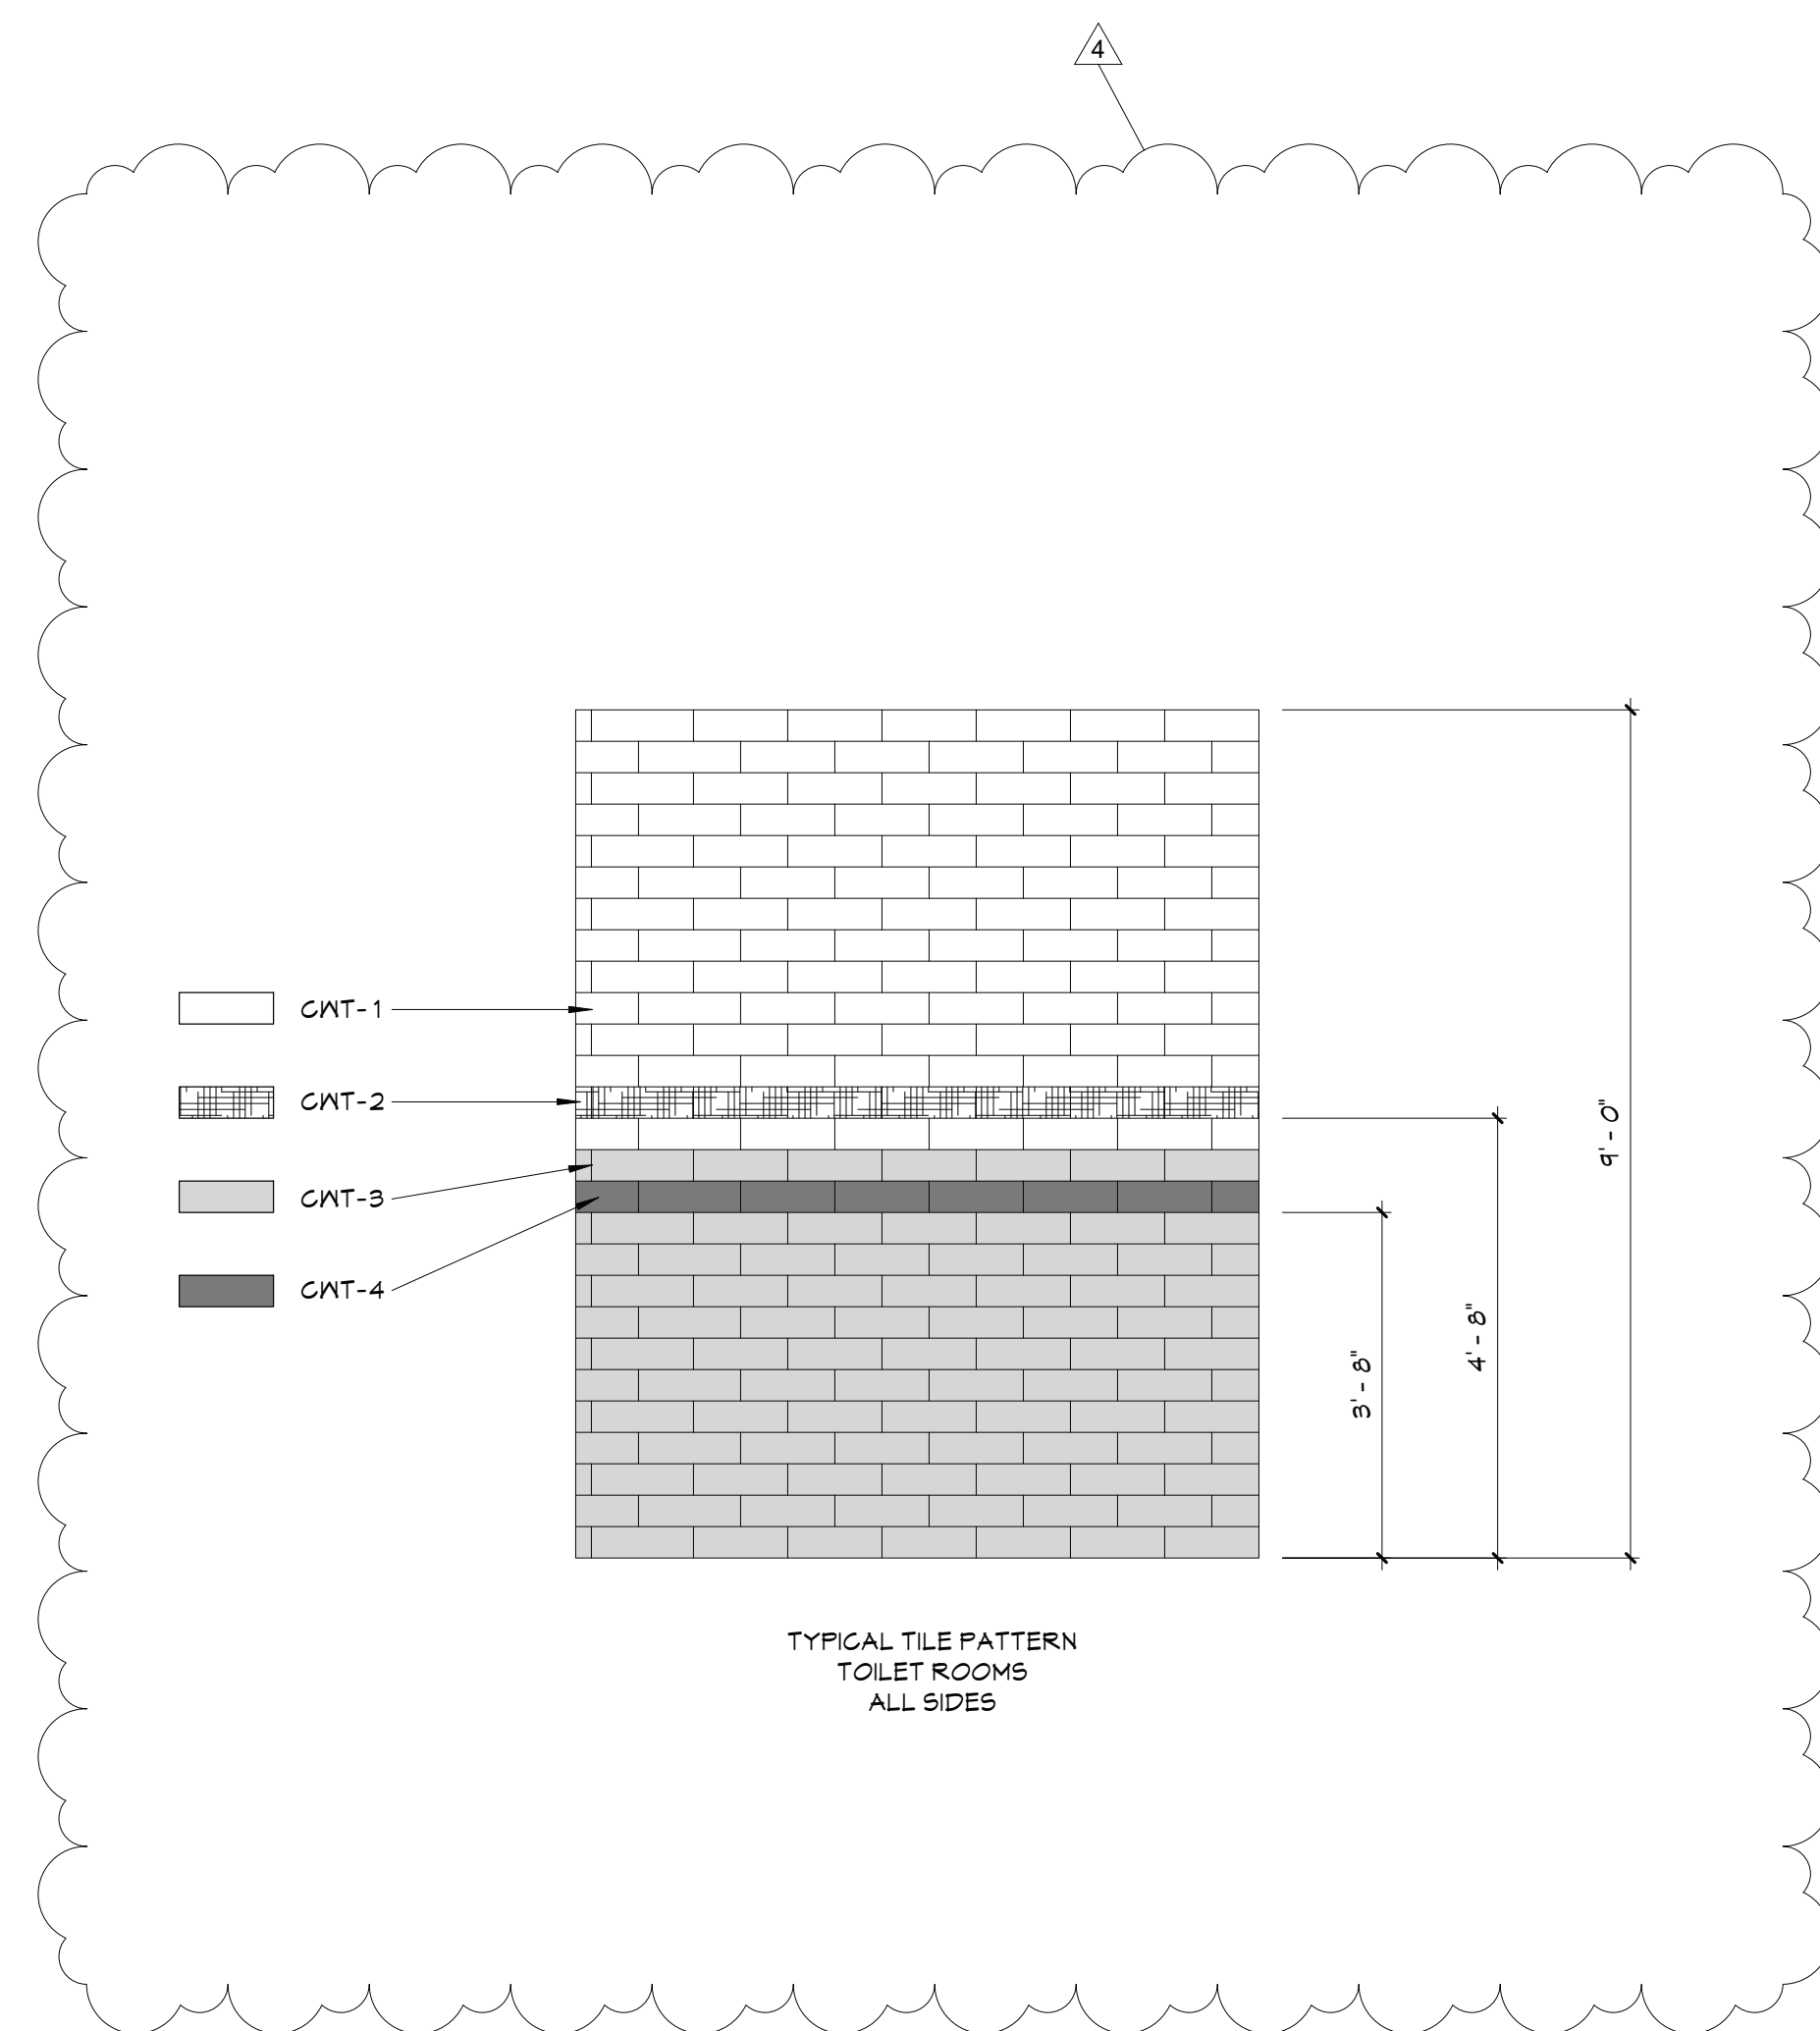 4
CWT-1
CWT-2
CWT-3
CWT-4
9' - 0"
4' - 8"
3' - 8"
TYPICAL TILE PATTERN
TOILET ROOMS
ALL SIDES